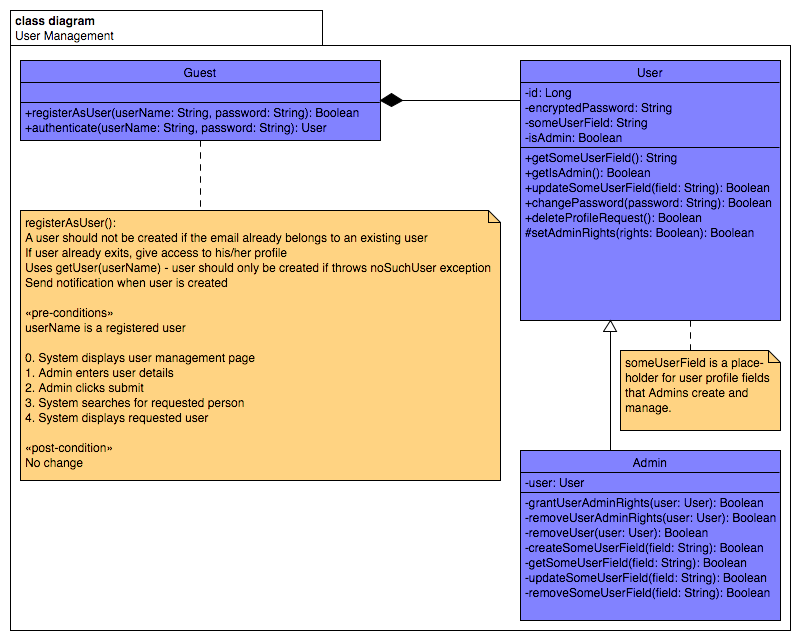 class diagram
User Management
Guest
+registerAsUser(userName: String, password: String): Boolean
+authenticate(userName: String, password: String): User
User
-id: Long
-encryptedPassword: String
-someUserField: String
-isAdmin: Boolean
+getSomeUserField(): String
+getIsAdmin(): Boolean
+updateSomeUserField(field: String): Boolean
+changePassword(password: String): Boolean
+deleteProfileRequest(): Boolean
#setAdminRights(rights: Boolean): Boolean
registerAsUser():
A user should not be created if the email already belongs to an existing user
If user already exits, give access to his/her profile
Uses getUser(userName) - user should only be created if throws noSuchUser exception
Send notification when user is created
«pre-conditions»
userName is a registered user
0. System displays user management page
1. Admin enters user details
2. Admin clicks submit
3. System searches for requested person
4. System displays requested user
«post-condition»
No change
someUserField is a place-
holder for user profile fields
that Admins create and
manage.
Admin
-user: User
-grantUserAdminRights(user: User): Boolean
-removeUserAdminRights(user: User): Boolean
-removeUser(user: User): Boolean
-createSomeUserField(field: String): Boolean
-getSomeUserField(field: String): Boolean
-updateSomeUserField(field: String): Boolean
-removeSomeUserField(field: String): Boolean